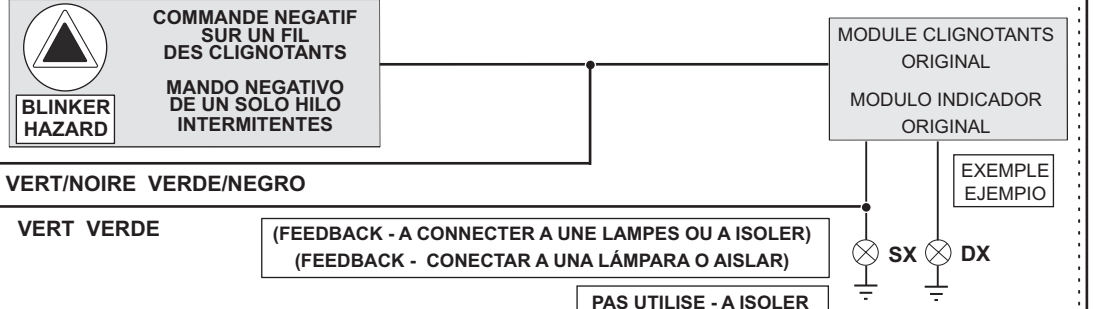 COMMANDE NEGATIF
SUR UN FIL
DES CLIGNOTANTS
MANDO NEGATIVO
DE UN SOLO HILO
INTERMITENTES
BLINKER
HAZARD
MODULE CLIGNOTANTS
ORIGINAL
MODULO INDICADOR
ORIGINAL
VERT/NOIRE VERDE/NEGRO
EXEMPLE
EJEMPIO
VERT VERDE
(FEEDBACK - A CONNECTER A UNE LAMPES OU A ISOLER)
(FEEDBACK - CONECTAR A UNA LÁMPARA O AISLAR)
SX
DX
PAS UTILISE - A ISOLER